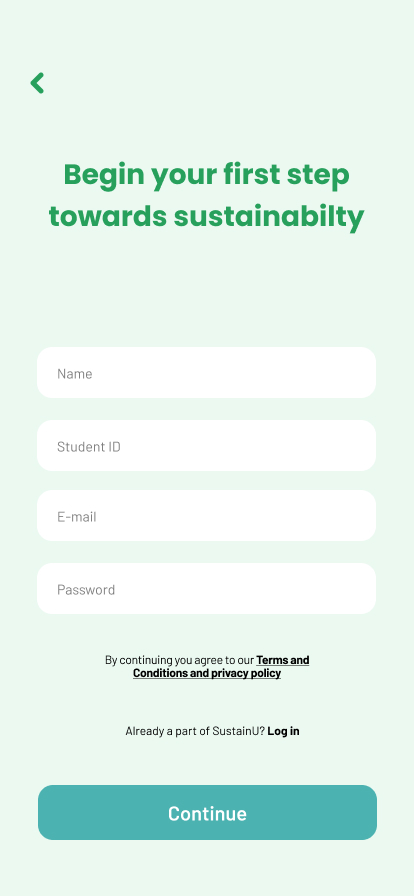 Begin your first step
towards sustainabilty
Name
Student ID
E-mail
Password
By continuing you agree to our Terms and
Conditions and privacy policy
Already a part of SustainU? Log in
Continue